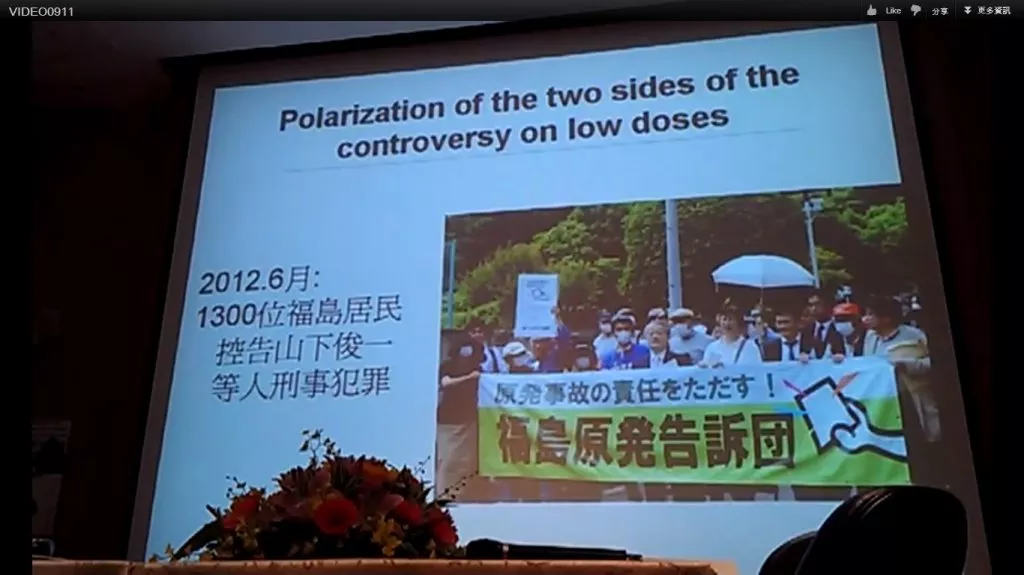 VIDEO0911
Like
分享
更多資訊
Polarization of the two sides of the
controversy on low doses
2012.6月:
1300位福島居民
控告山下俊一
等人刑事犯罪
原発事故の責任をただす！
福島原発告訴団